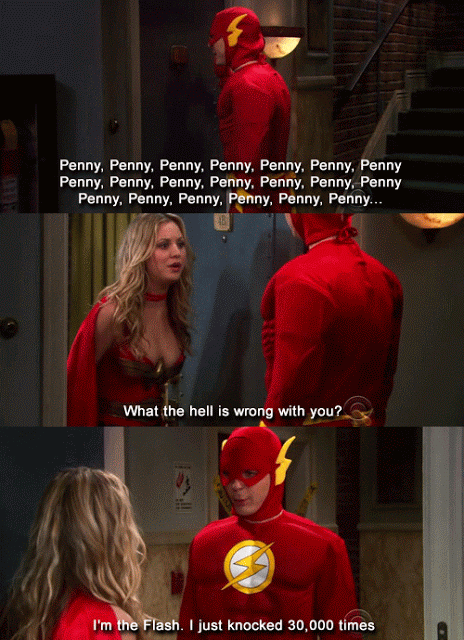 Penny, Penny, Penny, Penny, Penny, Penny, Penny
Penny, Penny, Penny, Penny, Penny, Penny, Penny
Penny, Penny, Penny, Penny, Penny, Penny...
What the hell is wrong with you?
I'm the Flash. I just knocked 30,000 times